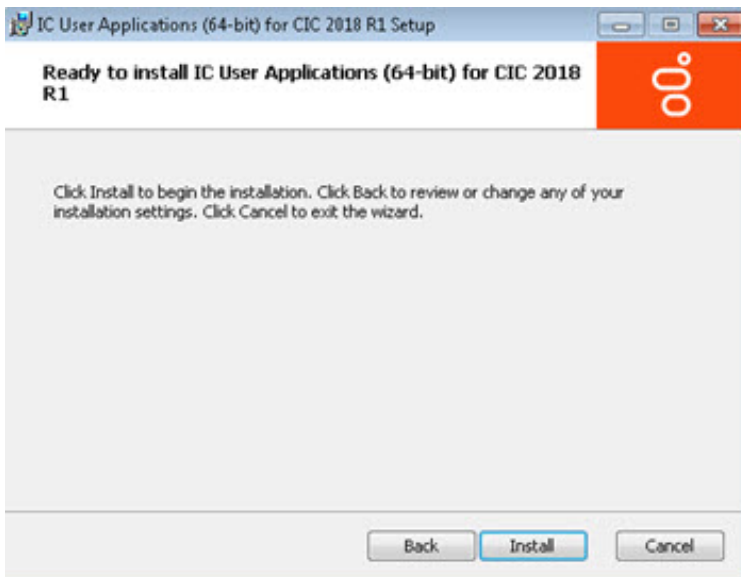 IC User Applications (64-bit) for CIC 2018 R1 Setup
Ready to install IC User Applications (64-bit) for CIC 2018
R1
Click Install to begin the installation. Click Back to review or change any of your
installation settings. Click Cancel to exit the wizard.
Back Install Cancel